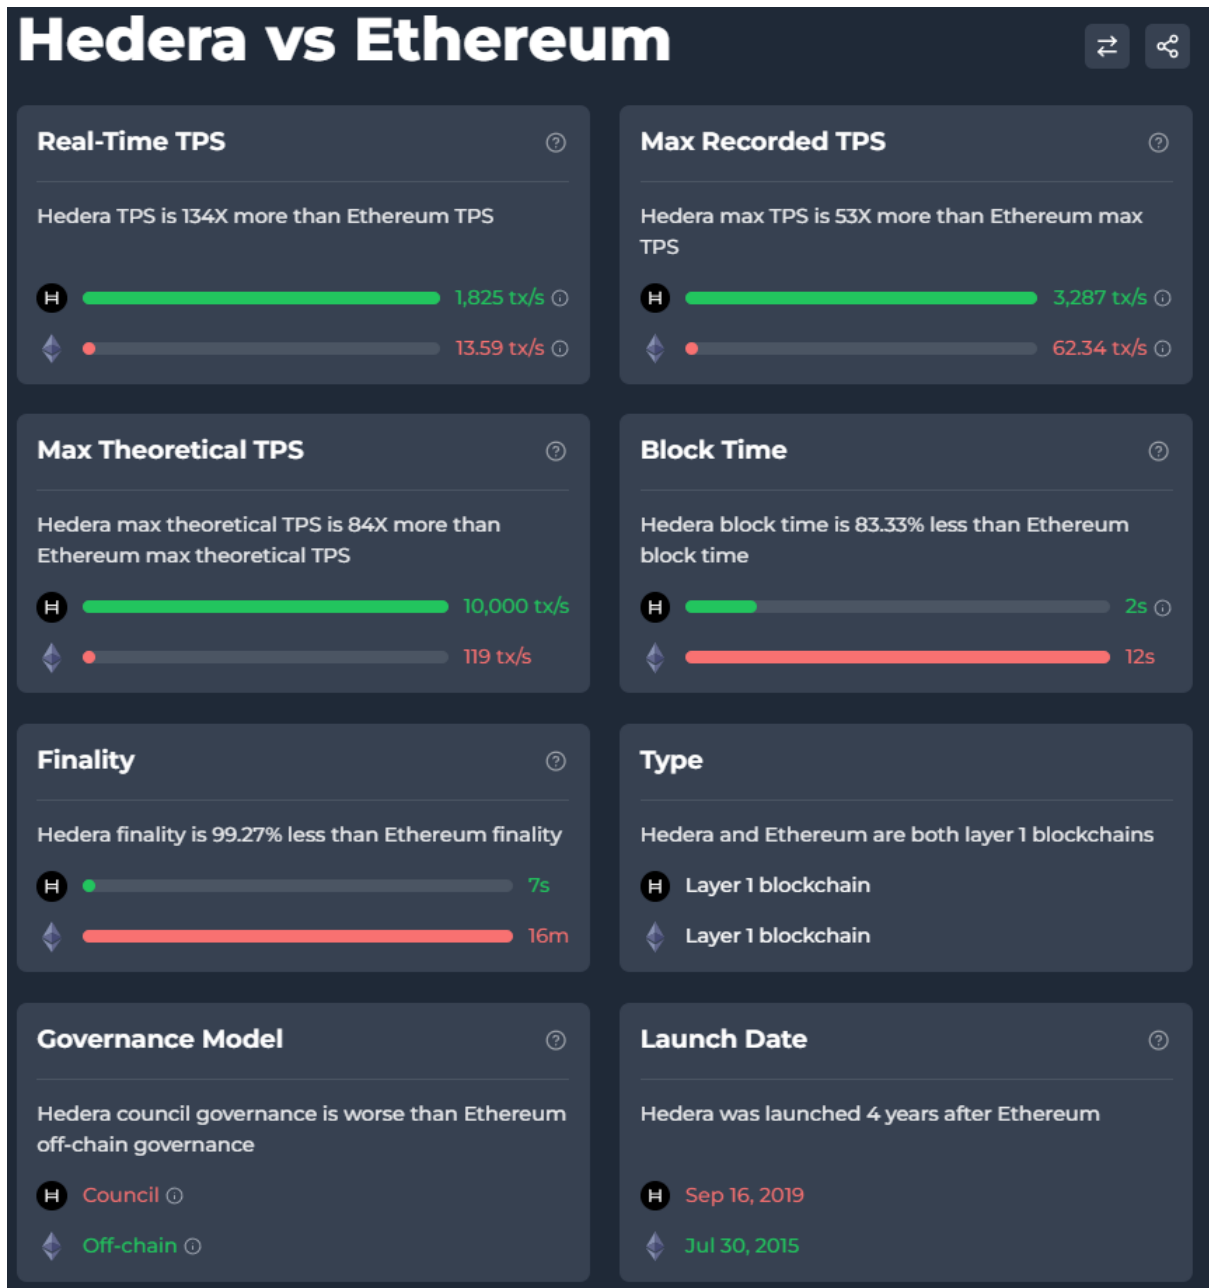 Hedera vs Ethereum
Real-Time TPS
Hedera TPS is 134X more than Ethereum TPS
1,825 tx/s
13.59 tx/s
Max Recorded TPS
Hedera max TPS is 53X more than Ethereum max
TPS
3,287 tx/s
62.34 tx/s
Max Theoretical TPS
Hedera max theoretical TPS is 84X more than
Ethereum max theoretical TPS
10,000 tx/s
119 tx/s
Block Time
Hedera block time is 83.33% less than Ethereum
block time
2s
12s
Finality
Hedera finality is 99.27% less than Ethereum finality
7s
16m
Type
Hedera and Ethereum are both layer 1 blockchains
Layer 1 blockchain
Layer 1 blockchain
Governance Model
Hedera council governance is worse than Ethereum
off-chain governance
Council
Off-chain
Launch Date
Hedera was launched 4 years after Ethereum
Sep 16, 2019
Jul 30, 2015